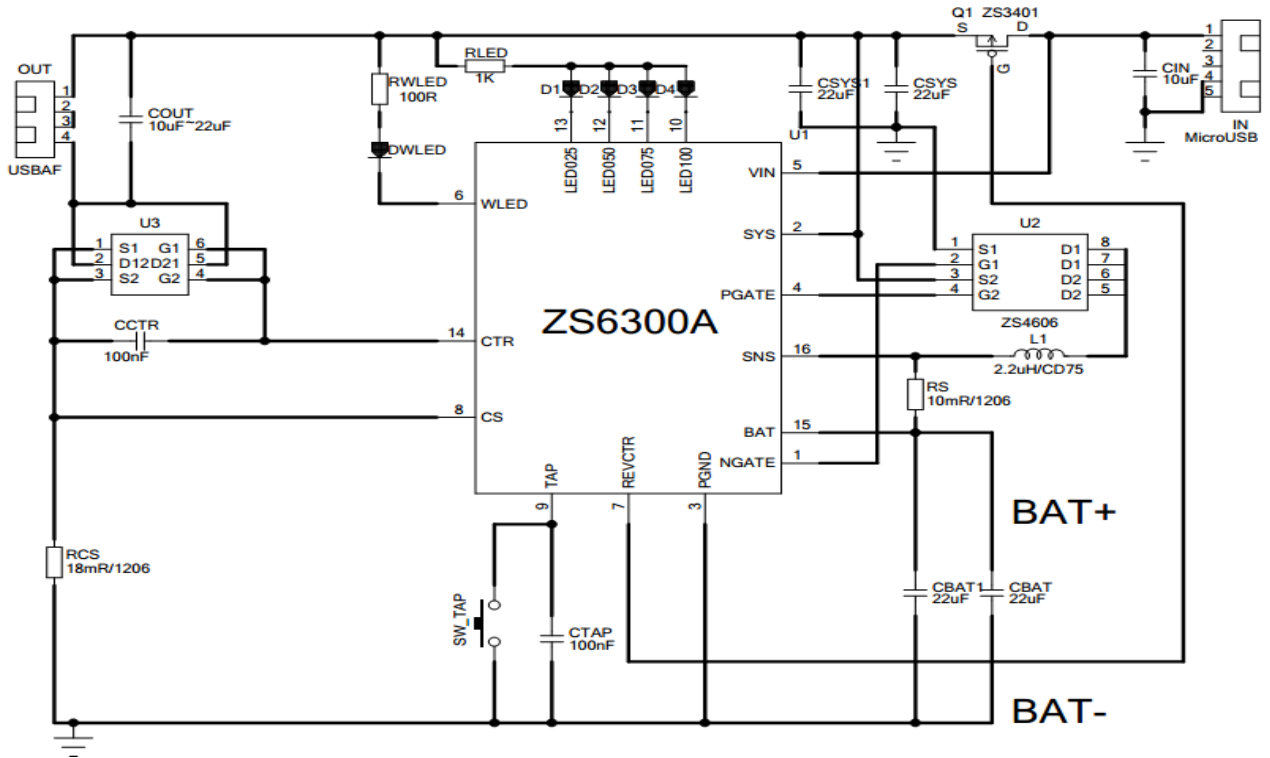 Q1 ZS3401
S D
G
OUT
1
2
3
4
USBAF
COUT
10uF~22uF
RWLED
100R
DWLED
RLED
1K
D1 D2 D3 D4
13 12 11 10
LED025 LED050 LED075 LED100
CSYS1
22uF
CSYS
22uF
CIN
10uF
1
2
3
4
5
IN
MicroUSB
U1
ZS6300A
6 WLED
14 CTR
8 CS
VIN 5
SYS 2
PGATE 4
SNS 16
BAT 15
NGATE 1
TAP REVCTR PGND
9 7 3
U3
1 S1 G1 6
2 D12 D21 5
3 S2 G2 4
CCTR
100nF
U2
1 S1 D1 8
2 G1 D1 7
3 S2 D2 6
4 G2 D2 5
ZS4606
L1
2.2uH/CD75
RS
10mR/1206
RCS
18mR/1206
SW_TAP
CTAP
100nF
CBAT1
22uF
CBAT
22uF
BAT+
BAT-